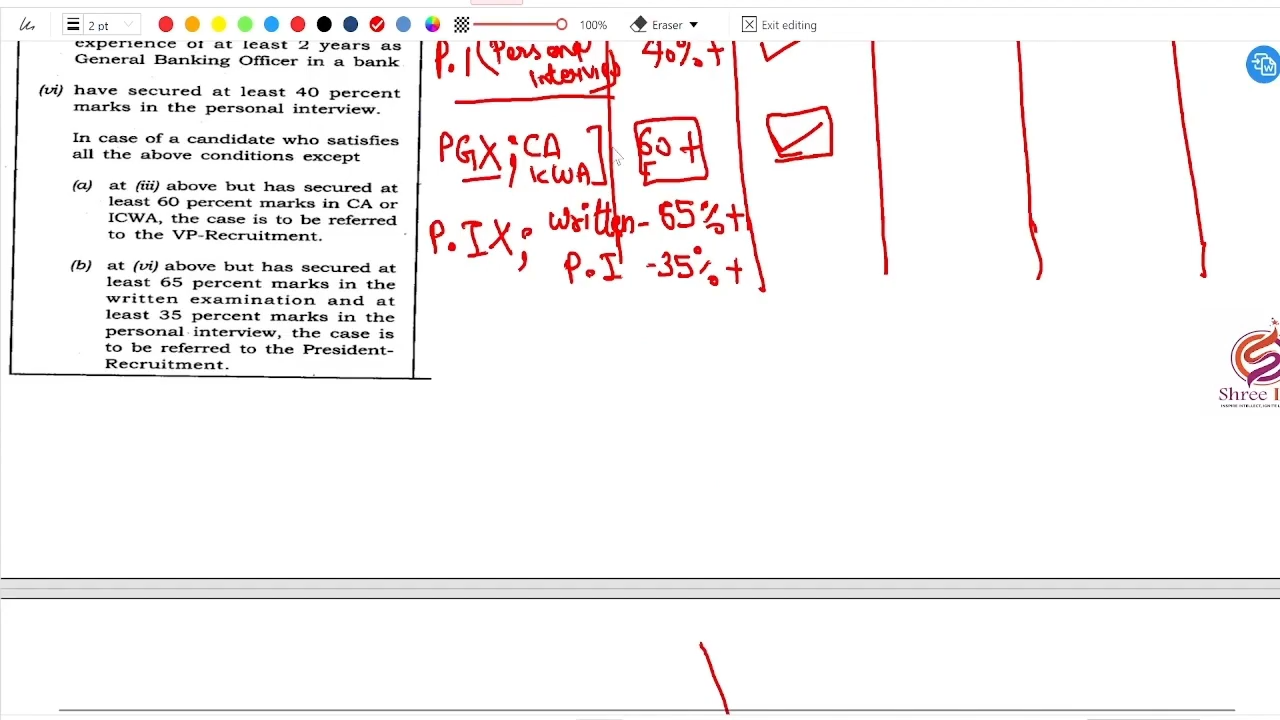 2 pt
100%
Eraser
Exit editing
experience of at least 2 years as
General Banking Officer in a bank
(vi) have secured at least 40 percent
marks in the personal interview.
In case of a candidate who satisfies
all the above conditions except
(a) at (iii) above but has secured at
least 60 percent marks in CA or
ICWA, the case is to be referred
to the VP-Recruitment.
(b) at (vi) above but has secured at
least 65 percent marks in the
written examination and at
least 35 percent marks in the
personal interview, the case is
to be referred to the President-
Recruitment.
P.I (Personal 40%+
interview)
PGX; CA 60+
ICWA
P.IX; written- 65%+
P.I -35%+
Shree I